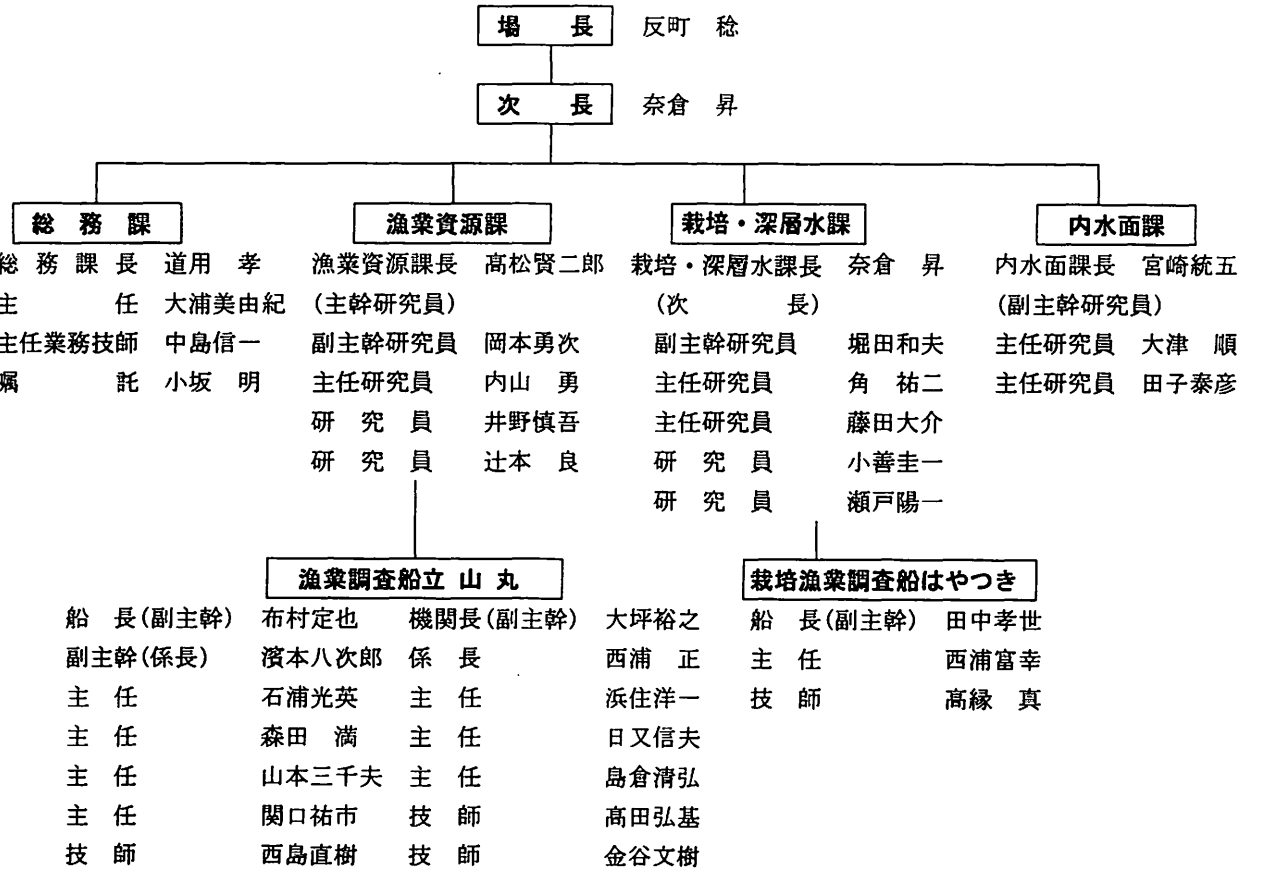 場　長　反町　稔
次　長　奈倉　昇
総　務　課　漁業資源課　栽培・深層水課　内水面課
総 務 課 長　道用　孝　漁業資源課長　髙松賢二郎　栽培・深層水課長　奈倉　昇　内水面課長　宮崎統五
主　任　大浦美由紀　(主幹研究員)　(次　長)　(副主幹研究員)
主任業務技師　中島信一　副主幹研究員　岡本勇次　副主幹研究員　堀田和夫　主任研究員　大津　順
嘱　託　小坂　明　主任研究員　内山　勇　主任研究員　角　祐二　主任研究員　田子泰彦
研　究　員　井野慎吾　主任研究員　藤田大介
研　究　員　辻本　良　研　究　員　小善圭一
研　究　員　瀬戸陽一
漁業調査船立 山 丸　栽培漁業調査船はやつき
船　長(副主幹)　布村定也　機関長(副主幹)　大坪裕之　船　長(副主幹)　田中孝世
副主幹(係長)　濱本八次郎　係　長　西浦　正　主　任　西浦富幸
主　任　石浦光英　主　任　浜住洋一　技　師　髙縁　真
主　任　森田　満　主　任　日又信夫
主　任　山本三千夫　主　任　島倉清弘
主　任　関口祐市　技　師　髙田弘基
技　師　西島直樹　技　師　金谷文樹